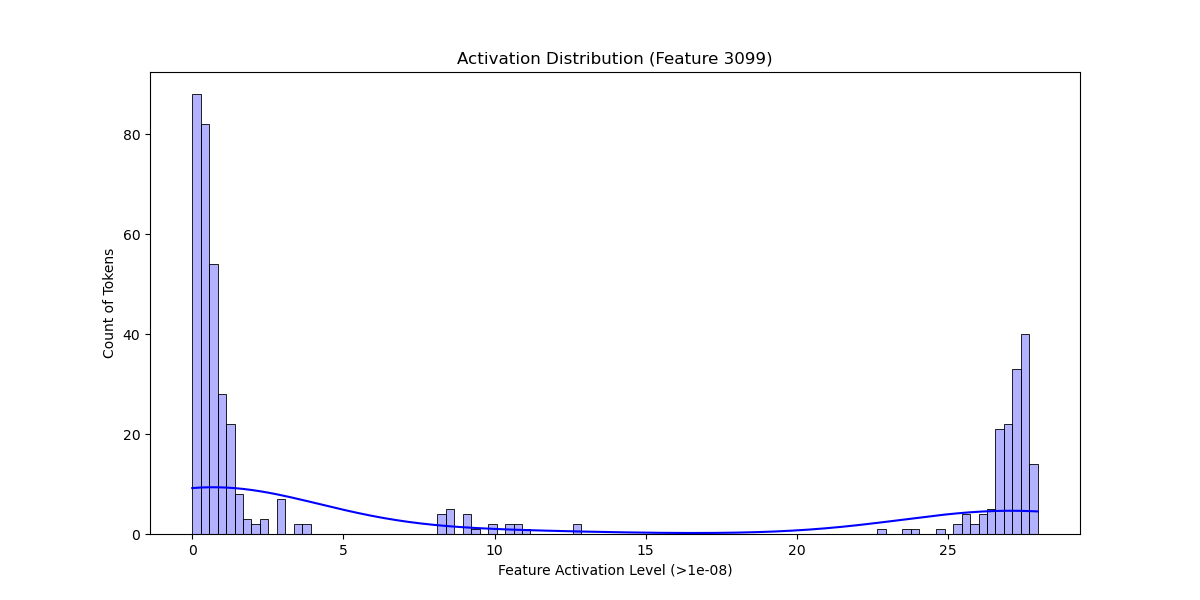 Activation Distribution (Feature 3099)
Count of Tokens
80
60
40
20
0
0 5 10 15 20 25
Feature Activation Level (>1e-08)